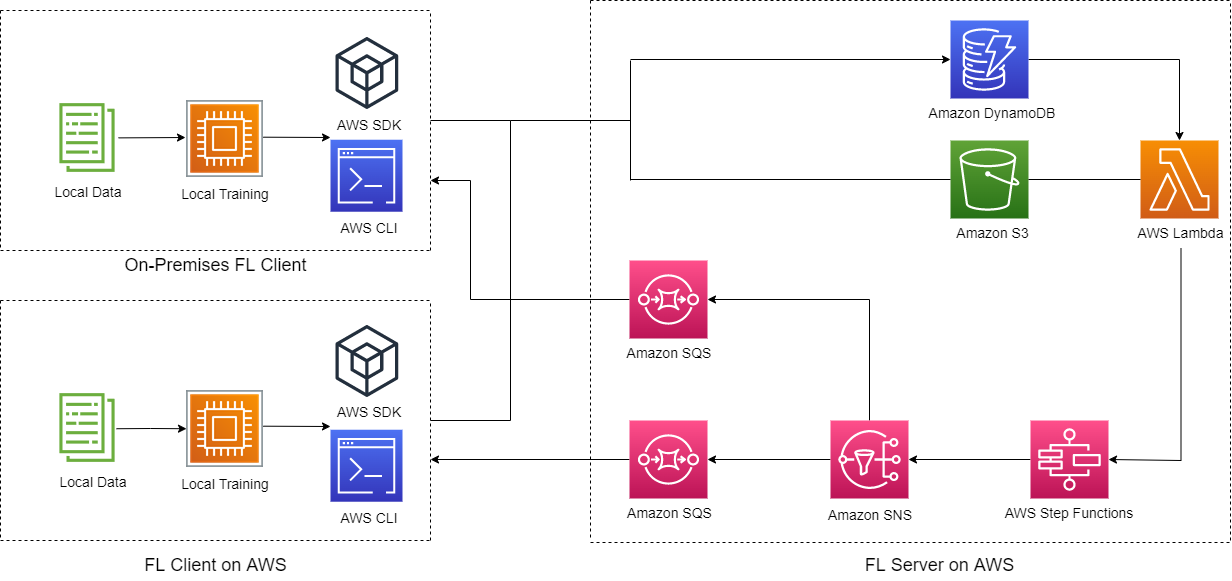 AWS SDK
Local Data
Local Training
AWS CLI
On-Premises FL Client
AWS SDK
Local Data
Local Training
AWS CLI
FL Client on AWS
Amazon DynamoDB
Amazon S3
AWS Lambda
Amazon SQS
Amazon SQS
Amazon SNS
AWS Step Functions
FL Server on AWS